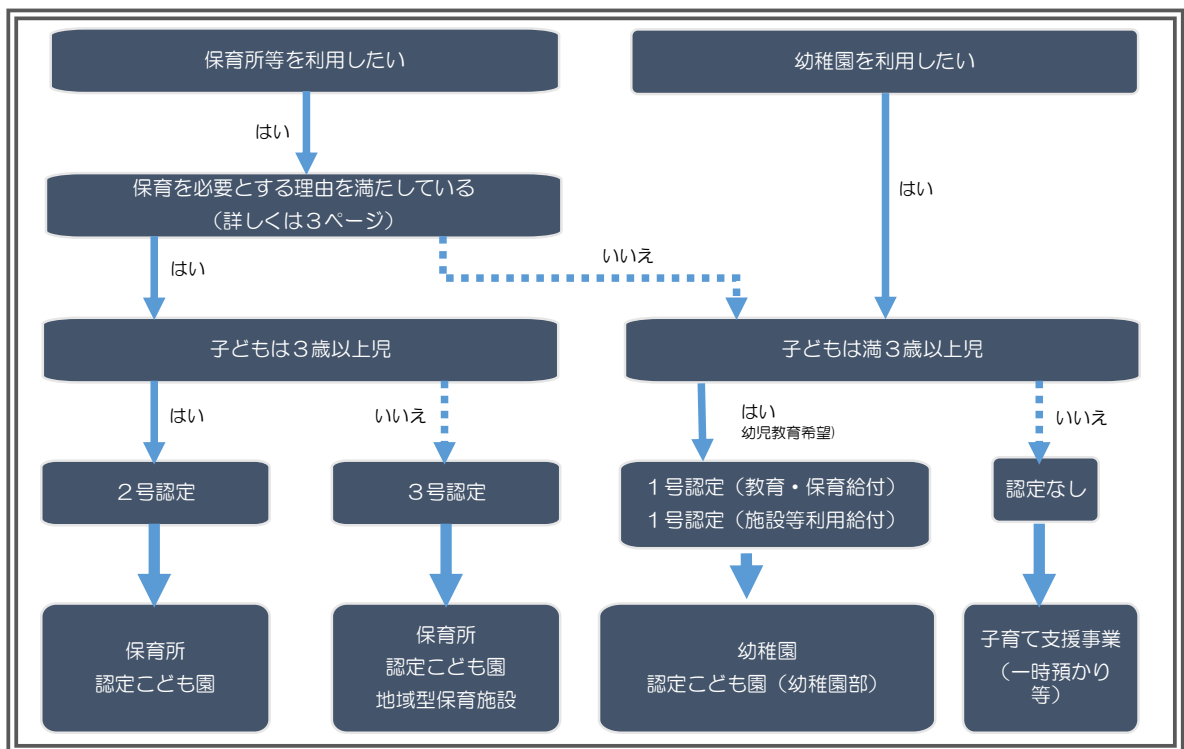 保育所等を利用したい
幼稚園を利用したい
はい
保育を必要とする理由を満たしている
（詳しくは３ページ）
はい
はい
いいえ
子どもは３歳以上児
子どもは満３歳以上児
はい
いいえ
はい
幼児教育希望)
いいえ
２号認定
３号認定
１号認定（教育・保育給付）
１号認定（施設等利用給付）
認定なし
保育所
認定こども園
保育所
認定こども園
地域型保育施設
幼稚園
認定こども園（幼稚園部）
子育て支援事業
（一時預かり
等）